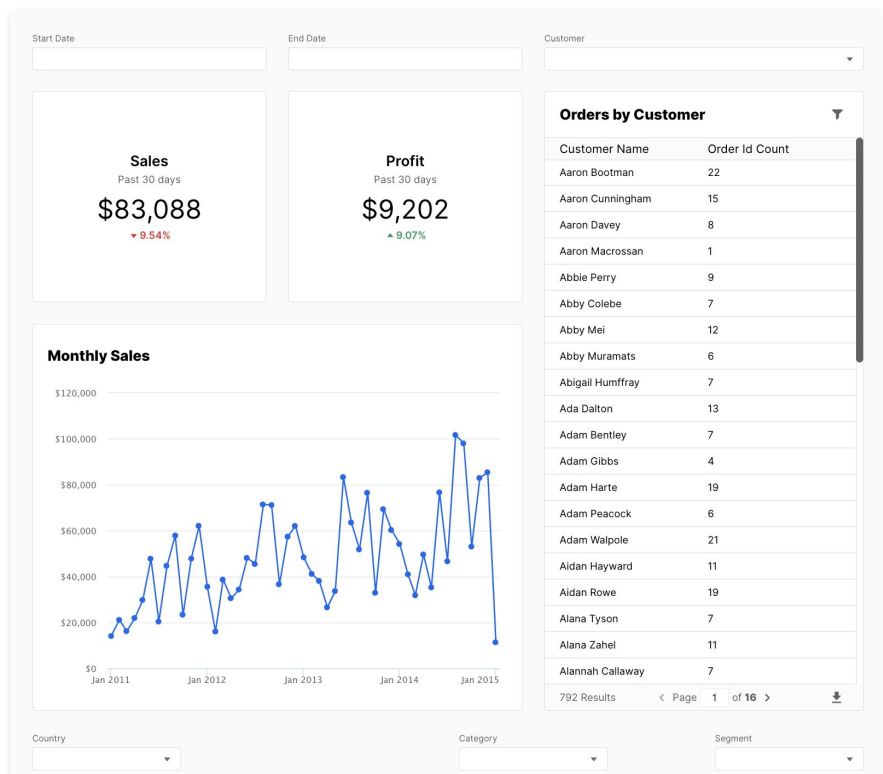 Start Date
End Date
Customer
Sales
Past 30 days
$83,088
9.54%
Profit
Past 30 days
$9,202
9.07%
Orders by Customer
Customer Name Order Id Count
Aaron Bootman 22
Aaron Cunningham 15
Aaron Davey 8
Aaron Macrossan 1
Abbie Perry 9
Abby Colebe 7
Abby Mei 12
Abby Muramats 6
Abigail Humffray 7
Ada Dalton 13
Adam Bentley 7
Adam Gibbs 4
Adam Harte 19
Adam Peacock 6
Adam Walpole 21
Aidan Hayward 11
Aidan Rowe 19
Alana Tyson 7
Alana Zahel 11
Alannah Callaway 7
792 Results Page 1 of 16
Monthly Sales
$120,000
$100,000
$80,000
$60,000
$40,000
$20,000
$0
Jan 2011 Jan 2012 Jan 2013 Jan 2014 Jan 2015
Country
Category
Segment